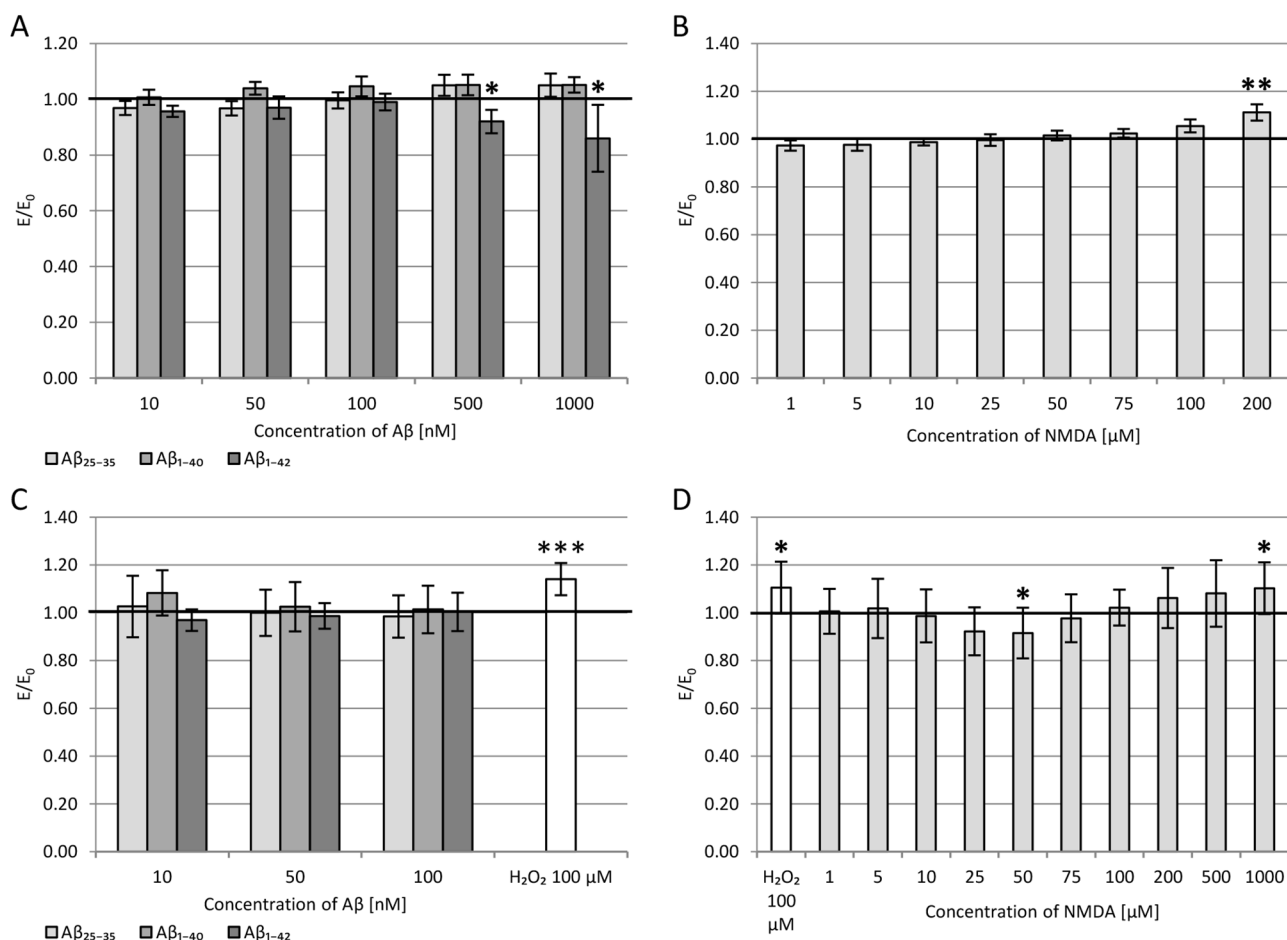 A
1.20
1.00
0.80
0.60
0.40
0.20
0.00
E/E₀
* *
10 50 100 500 1000
Concentration of Aβ [nM]
Aβ₂₅₋₃₅ Aβ₁₋₄₀ Aβ₁₋₄₂
B
1.40
1.20
1.00
0.80
0.60
0.40
0.20
0.00
E/E₀
**
1 5 10 25 50 75 100 200
Concentration of NMDA [µM]
C
1.40
1.20
1.00
0.80
0.60
0.40
0.20
0.00
E/E₀
***
10 50 100 H₂O₂ 100 µM
Concentration of Aβ [nM]
Aβ₂₅₋₃₅ Aβ₁₋₄₀ Aβ₁₋₄₂
D
1.40
1.20
1.00
0.80
0.60
0.40
0.20
0.00
E/E₀
* * *
H₂O₂ 1 5 10 25 50 75 100 200 500 1000
100
µM
Concentration of NMDA [µM]